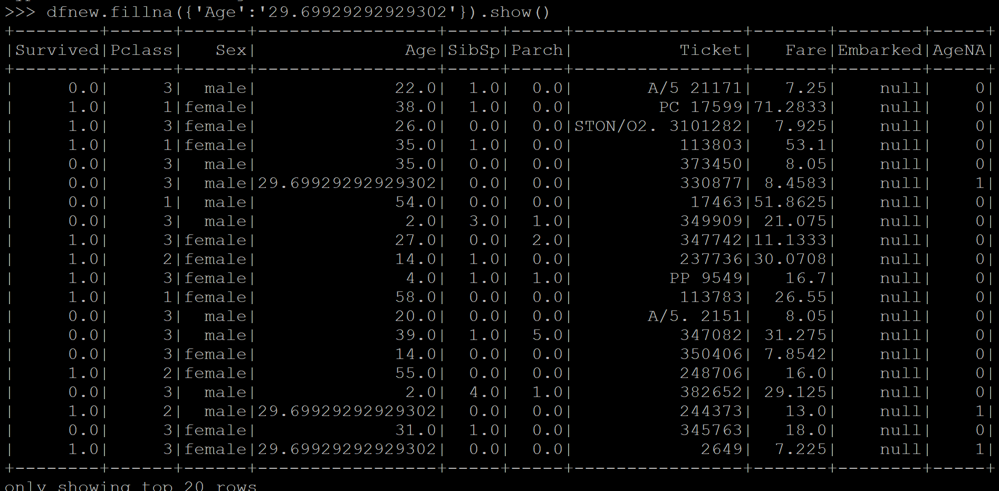 >>> dfnew.fillna({'Age':'29.69929292929302'}).show()
+--------+------+------+-----------------+-----+-----+----------------+-------+--------+-----+
|Survived|Pclass|   Sex|              Age|SibSp|Parch|          Ticket|   Fare|Embarked|AgeNA|
+--------+------+------+-----------------+-----+-----+----------------+-------+--------+-----+
|     0.0|     3|  male|             22.0|  1.0|  0.0|       A/5 21171|   7.25|    null|    0|
|     1.0|     1|female|             38.0|  1.0|  0.0|        PC 17599|71.2833|    null|    0|
|     1.0|     3|female|             26.0|  0.0|  0.0|STON/O2. 3101282|  7.925|    null|    0|
|     1.0|     1|female|             35.0|  1.0|  0.0|          113803|   53.1|    null|    0|
|     0.0|     3|  male|             35.0|  0.0|  0.0|          373450|   8.05|    null|    0|
|     0.0|     3|  male|29.69929292929302|  0.0|  0.0|          330877| 8.4583|    null|    1|
|     0.0|     1|  male|             54.0|  0.0|  0.0|           17463|51.8625|    null|    0|
|     0.0|     3|  male|              2.0|  3.0|  1.0|          349909| 21.075|    null|    0|
|     1.0|     3|female|             27.0|  0.0|  2.0|          347742|11.1333|    null|    0|
|     1.0|     2|female|             14.0|  1.0|  0.0|          237736|30.0708|    null|    0|
|     1.0|     3|female|              4.0|  1.0|  1.0|         PP 9549|   16.7|    null|    0|
|     1.0|     1|female|             58.0|  0.0|  0.0|          113783|  26.55|    null|    0|
|     0.0|     3|  male|             20.0|  0.0|  0.0|       A/5. 2151|   8.05|    null|    0|
|     0.0|     3|  male|             39.0|  1.0|  5.0|          347082| 31.275|    null|    0|
|     0.0|     3|female|             14.0|  0.0|  0.0|          350406| 7.8542|    null|    0|
|     1.0|     2|female|             55.0|  0.0|  0.0|          248706|   16.0|    null|    0|
|     0.0|     3|  male|              2.0|  4.0|  1.0|          382652| 29.125|    null|    0|
|     1.0|     2|  male|29.69929292929302|  0.0|  0.0|          244373|   13.0|    null|    1|
|     0.0|     3|female|             31.0|  1.0|  0.0|          345763|   18.0|    null|    0|
|     1.0|     3|female|29.69929292929302|  0.0|  0.0|            2649|  7.225|    null|    1|
+--------+------+------+-----------------+-----+-----+----------------+-------+--------+-----+
only showing top 20 rows